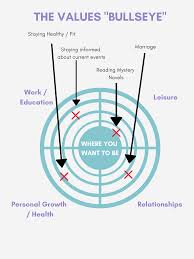 THE VALUES "BULLSEYE"
Staying Healthy / Fit
Staying informed
about current events
Marriage
Reading Mystery
Novels
Work /
Education
Leisure
WHERE YOU
WANT TO BE
Personal Growth
/ Health
Relationships